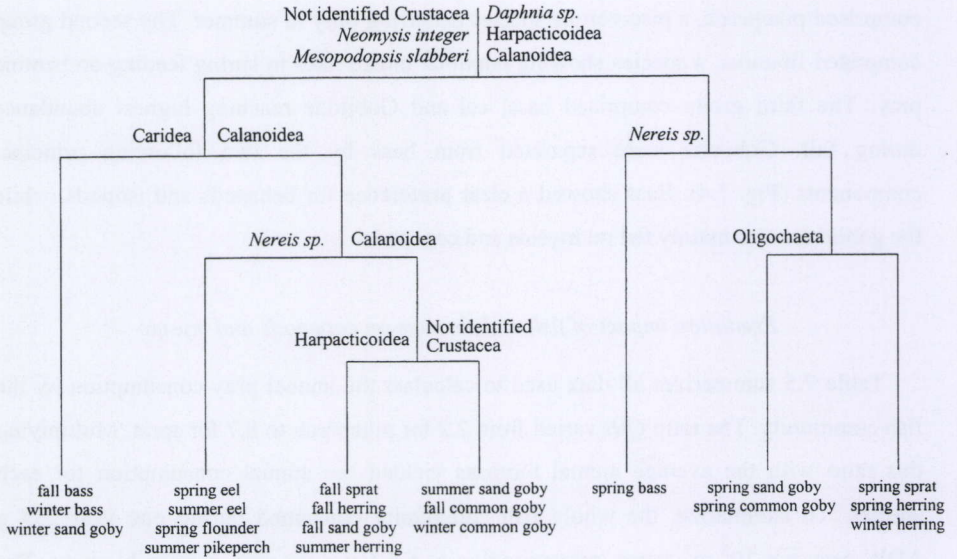 Not identified Crustacea Daphnia sp.
Neomysis integer Harpacticoidea
Mesopodopsis slabberi Calanoidea
Caridea Calanoidea
Nereis sp.
Nereis sp. Calanoidea
Oligochaeta
Harpacticoidea Not identified
Crustacea
fall bass
winter bass
winter sand goby
spring eel
summer eel
spring flounder
summer pikeperch
fall sprat
fall herring
fall sand goby
summer herring
summer sand goby
fall common goby
winter common goby
spring bass
spring sand goby
spring common goby
spring sprat
spring herring
winter herring